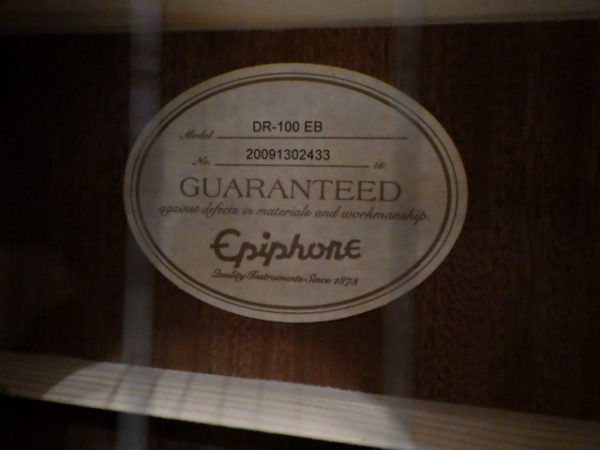 Model DR-100 EB
No. 20091302433 is
GUARANTEED
against defects in materials and workmanship.
Epiphone
Quality Instruments Since 1873